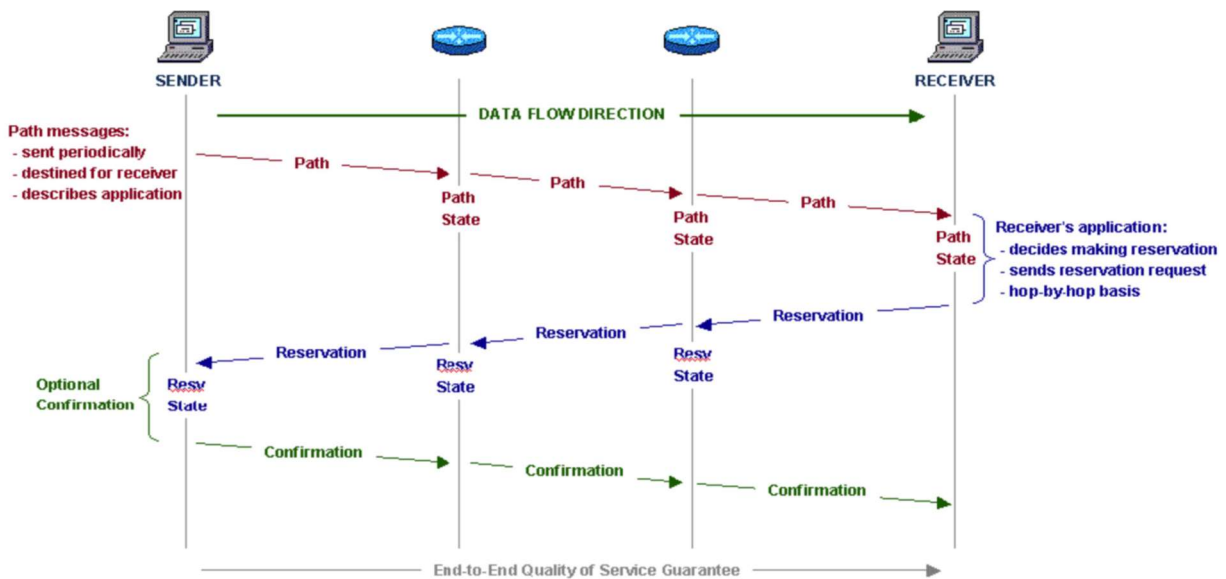 SENDER
RECEIVER
DATA FLOW DIRECTION
Path messages:
- sent periodically
- destined for receiver
- describes application
Path
Path
Path
Path
State
Path
State
Path
State
Receiver's application:
- decides making reservation
- sends reservation request
- hop-by-hop basis
Reservation
Reservation
Reservation
Resv
State
Resv
State
Resv
State
Optional
Confirmation
Confirmation
Confirmation
Confirmation
End-to-End Quality of Service Guarantee